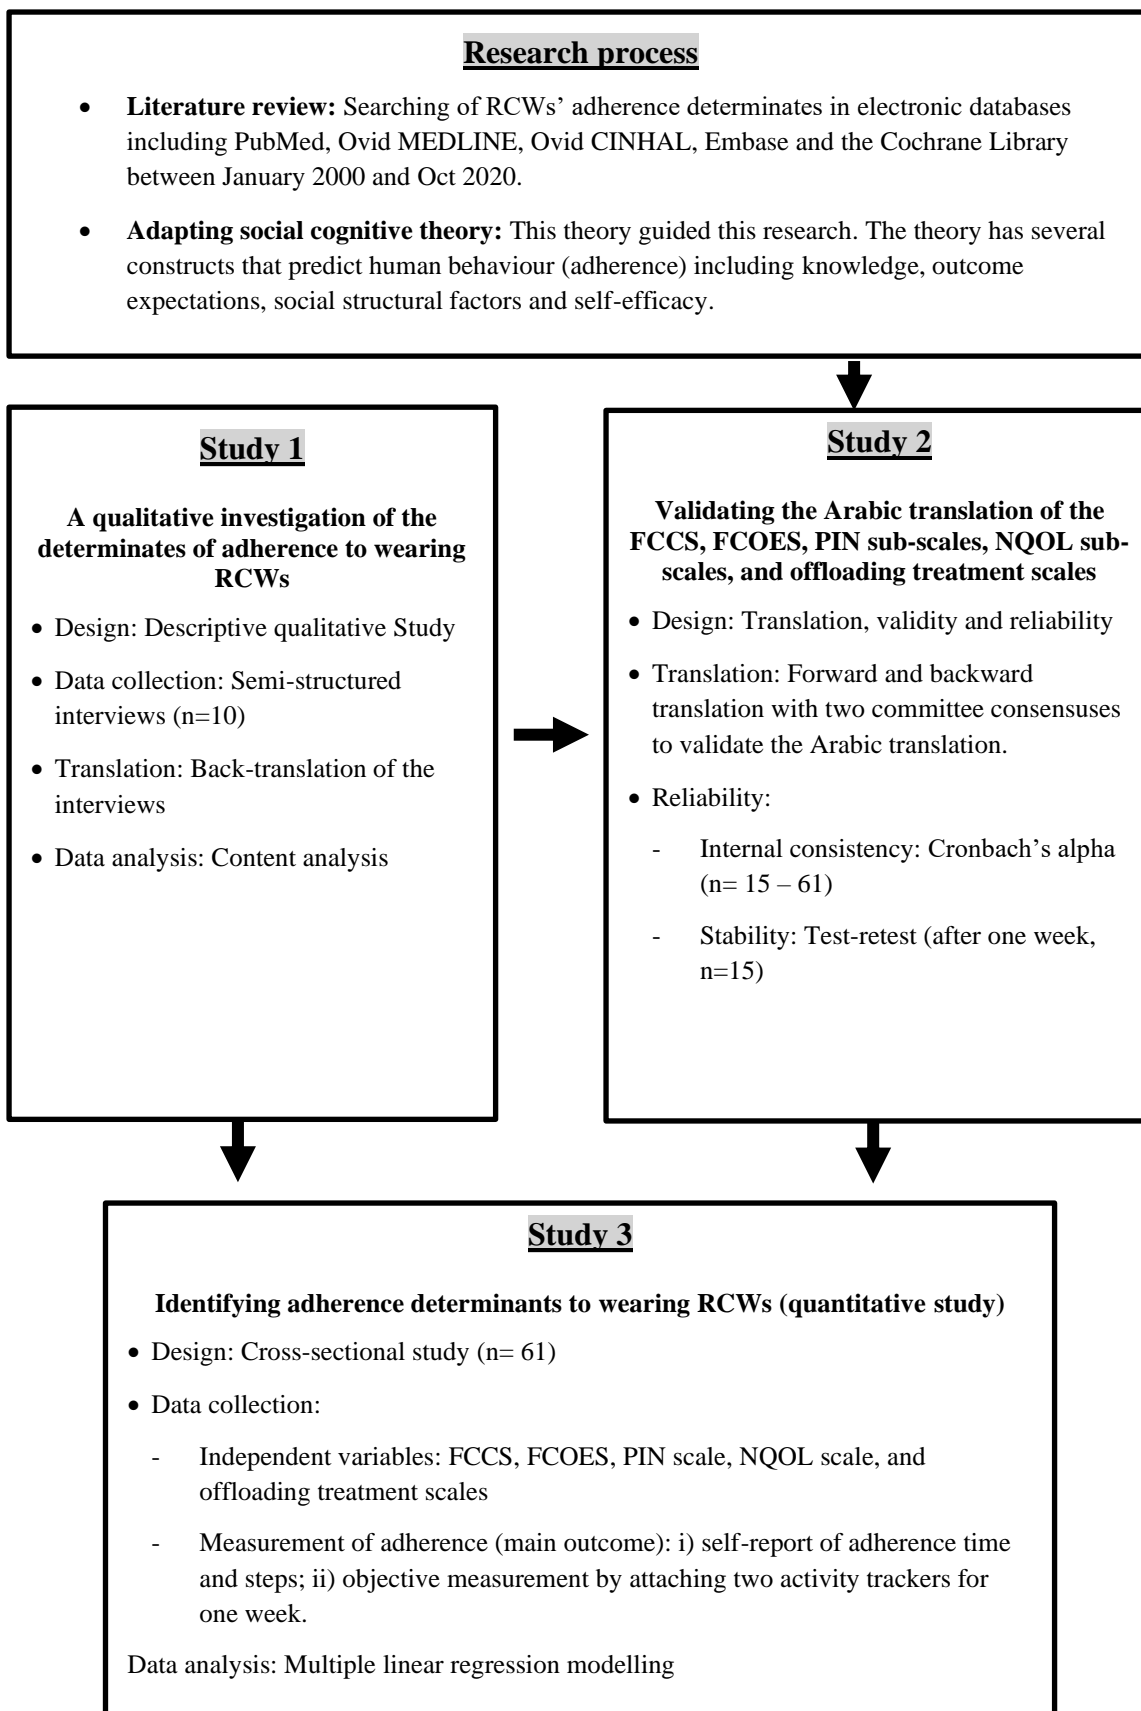 Research process
• Literature review: Searching of RCWs’ adherence determinates in electronic databases
including PubMed, Ovid MEDLINE, Ovid CINHAL, Embase and the Cochrane Library
between January 2000 and Oct 2020.
• Adapting social cognitive theory: This theory guided this research. The theory has several
constructs that predict human behaviour (adherence) including knowledge, outcome
expectations, social structural factors and self-efficacy.
Study 1
A qualitative investigation of the
determinates of adherence to wearing
RCWs
• Design: Descriptive qualitative Study
• Data collection: Semi-structured
interviews (n=10)
• Translation: Back-translation of the
interviews
• Data analysis: Content analysis
Study 2
Validating the Arabic translation of the
FCCS, FCOES, PIN sub-scales, NQOL sub-
scales, and offloading treatment scales
• Design: Translation, validity and reliability
• Translation: Forward and backward
translation with two committee consensuses
to validate the Arabic translation.
• Reliability:
- Internal consistency: Cronbach’s alpha
(n= 15 – 61)
- Stability: Test-retest (after one week,
n=15)
Study 3
Identifying adherence determinants to wearing RCWs (quantitative study)
• Design: Cross-sectional study (n= 61)
• Data collection:
- Independent variables: FCCS, FCOES, PIN scale, NQOL scale, and
offloading treatment scales
- Measurement of adherence (main outcome): i) self-report of adherence time
and steps; ii) objective measurement by attaching two activity trackers for
one week.
Data analysis: Multiple linear regression modelling